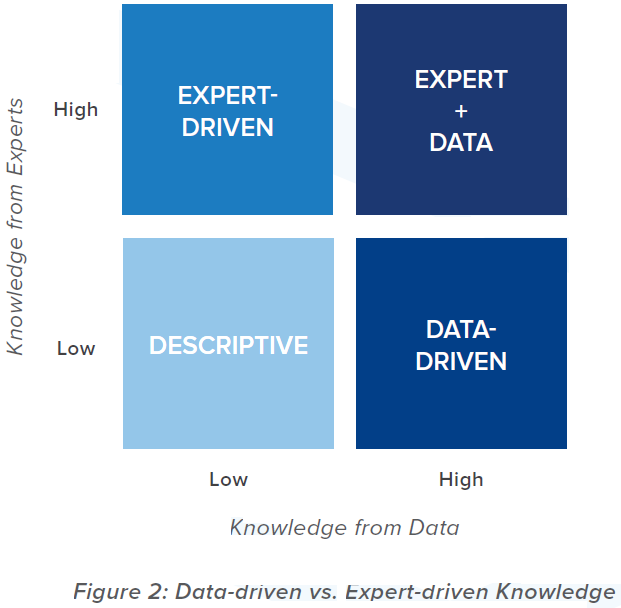 Knowledge from Experts
High
EXPERT-
DRIVEN
EXPERT
+
DATA
Low
DESCRIPTIVE
DATA-
DRIVEN
Low
High
Knowledge from Data
Figure 2: Data-driven vs. Expert-driven Knowledge